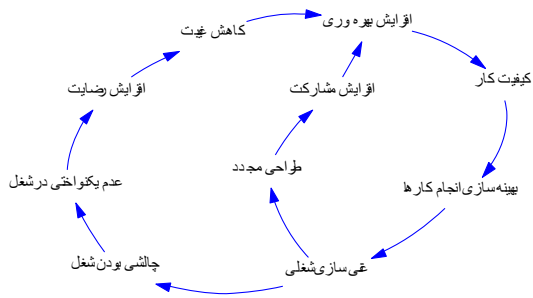 افزایش بهره وری
کاهش غیبت
کیفیت کار
افزایش رضایت
افزایش مشارکت
طراحی مجدد
عدم یکنواختی در شغل
بهینه سازی انجام کارها
غنی سازی شغلی
چالشی بودن شغل